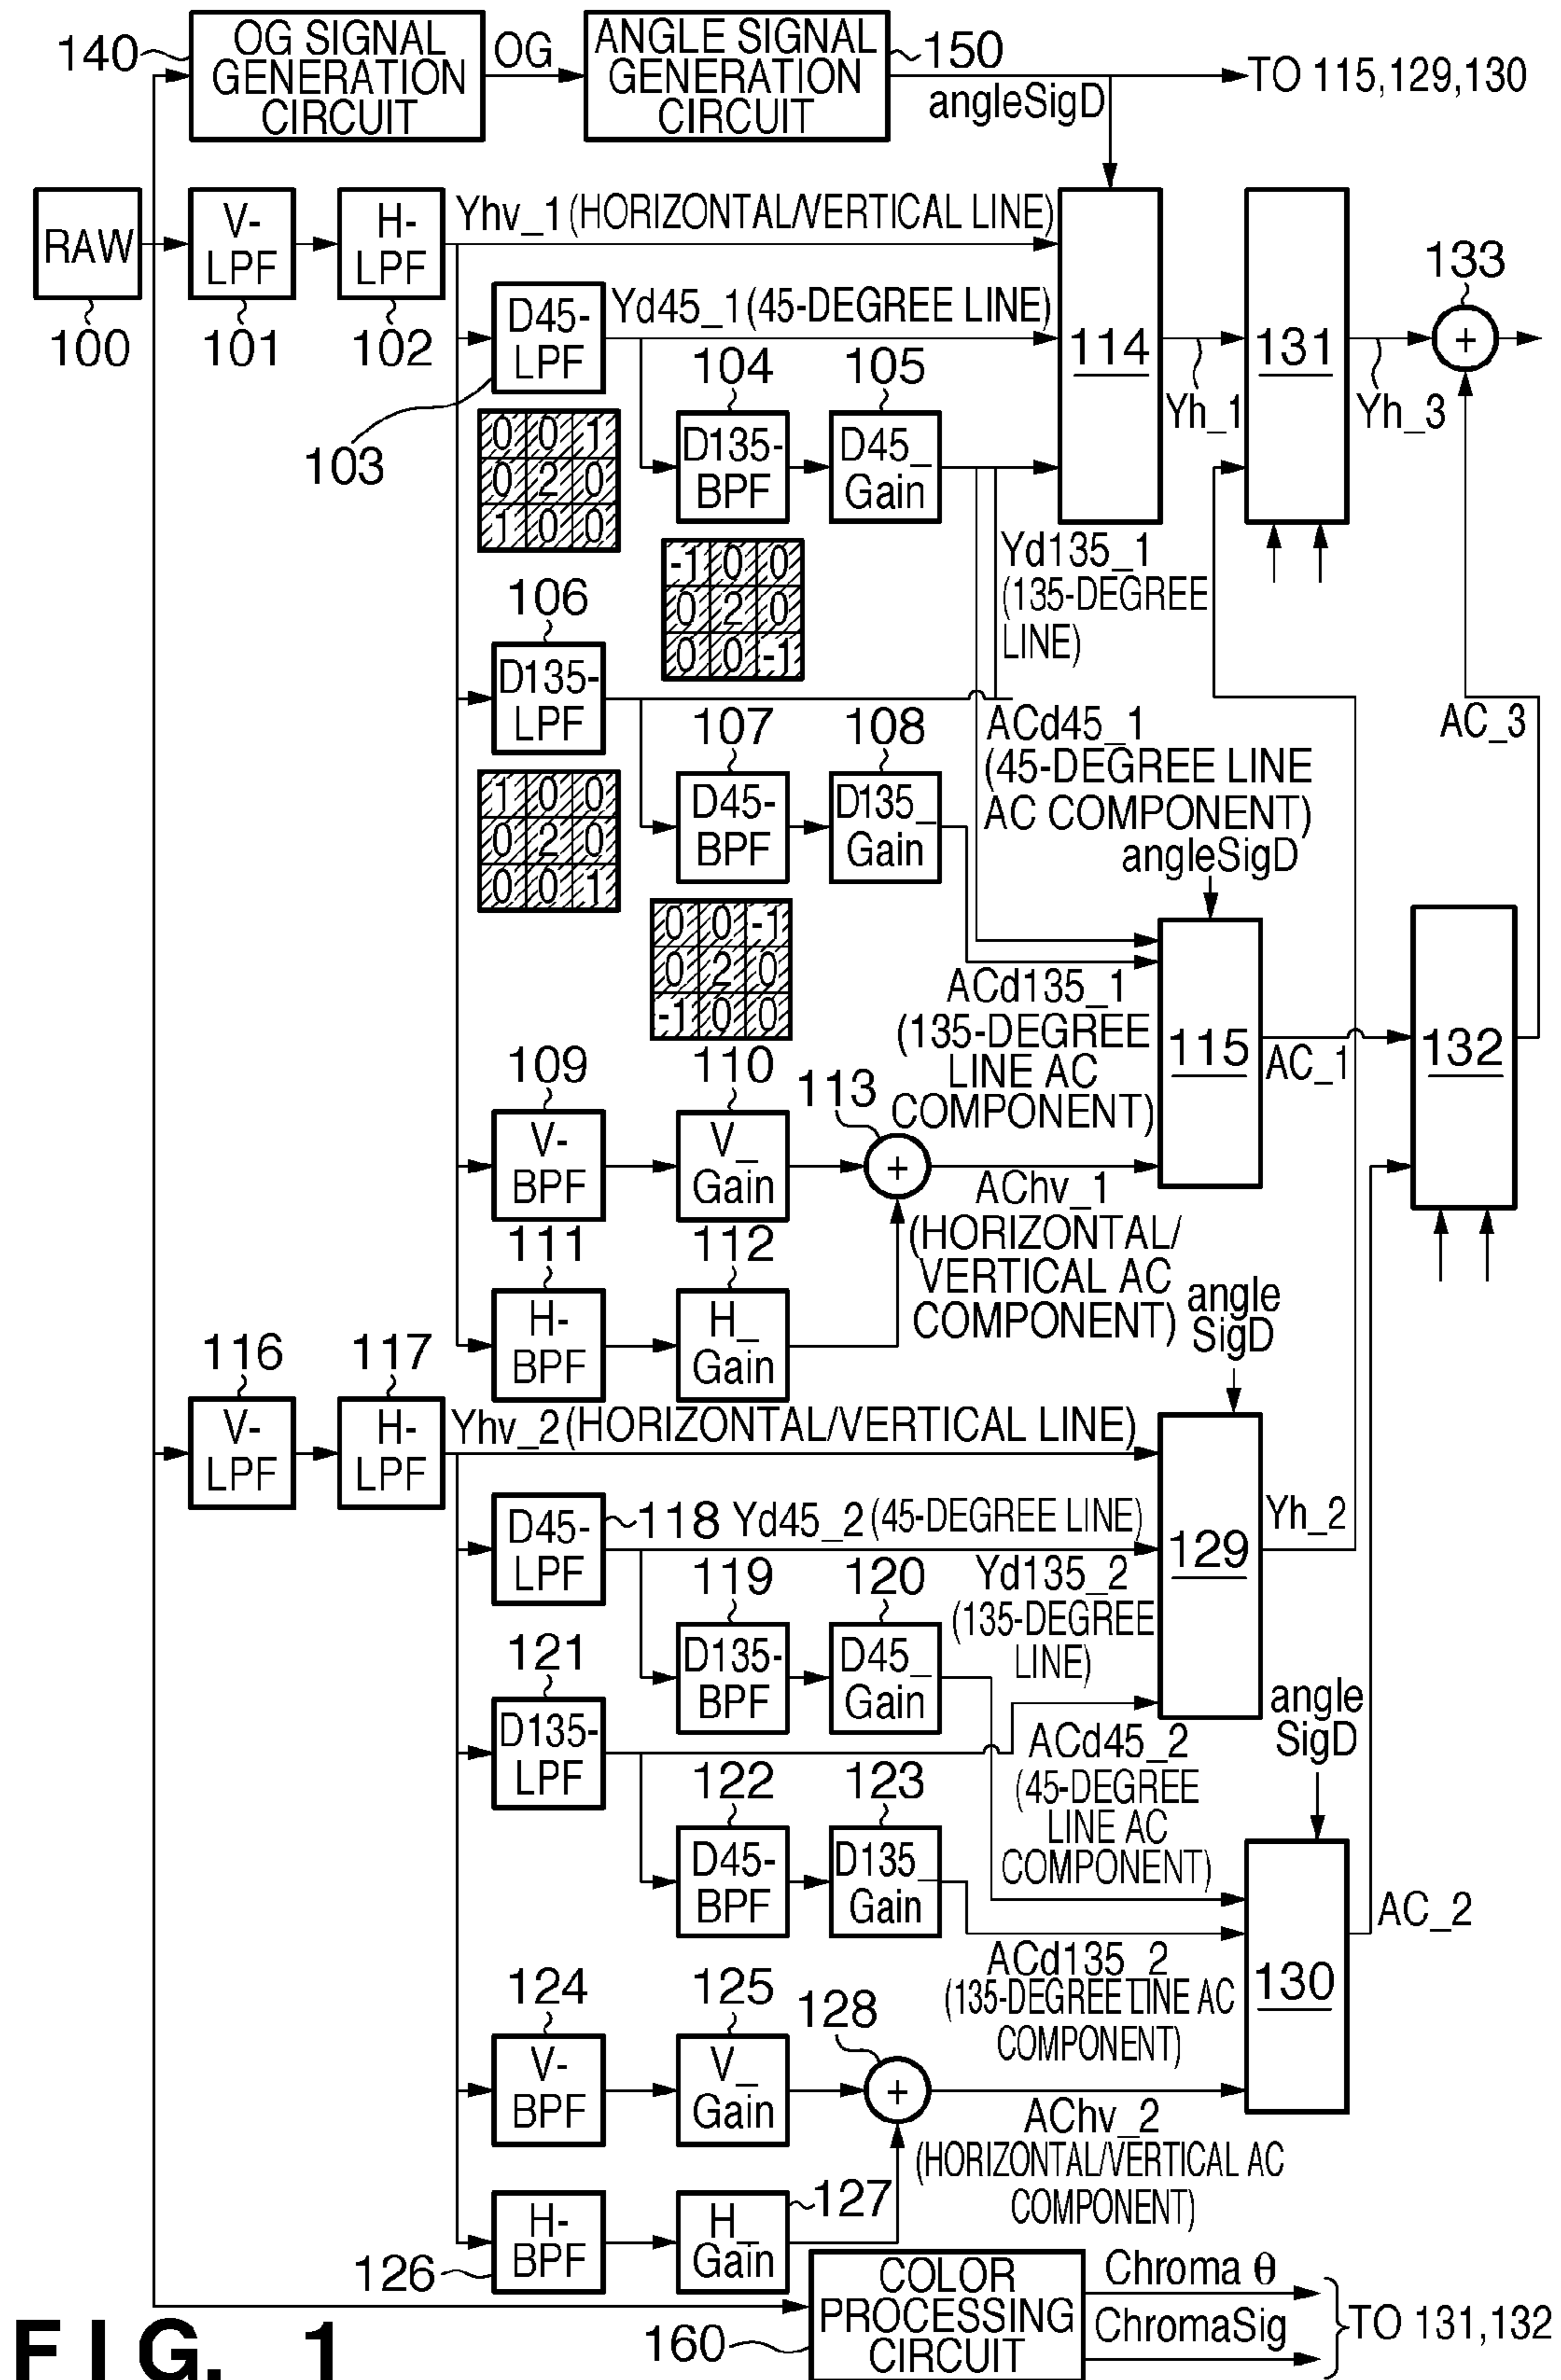 140
OG SIGNAL
GENERATION
CIRCUIT
OG
ANGLE SIGNAL
GENERATION
CIRCUIT
150
angleSigD
TO 115,129,130
RAW
100
V-
LPF
101
H-
LPF
102
Yhv_1 (HORIZONTAL/VERTICAL LINE)
D45-
LPF
103
Yd45_1 (45-DEGREE LINE)
0 0 1
0 2 0
1 0 0
104
D135-
BPF
105
D45_
Gain
-1 0 0
0 2 0
0 0 -1
114
Yh_1
131
Yh_3
133
+
Yd135_1
(135-DEGREE
LINE)
106
D135-
LPF
1 0 0
0 2 0
0 0 1
107
D45-
BPF
108
D135_
Gain
0 0 -1
0 2 0
-1 0 0
ACd45_1
(45-DEGREE LINE
AC COMPONENT)
angleSigD
AC_3
ACd135_1
(135-DEGREE
LINE AC
COMPONENT)
115
AC_1
132
109
V-
BPF
110
V_
Gain
113
+
AChv_1
(HORIZONTAL/
VERTICAL AC
COMPONENT)
111
H-
BPF
112
H_
Gain
angle
SigD
116
V-
LPF
117
H-
LPF
Yhv_2 (HORIZONTAL/VERTICAL LINE)
D45-
LPF
118
Yd45_2 (45-DEGREE LINE)
129
Yh_2
119
D135-
BPF
120
D45_
Gain
Yd135_2
(135-DEGREE
LINE)
121
D135-
LPF
angle
SigD
ACd45_2
(45-DEGREE
LINE AC
COMPONENT)
122
D45-
BPF
123
D135_
Gain
AC_2
ACd135_2
(135-DEGREE LINE AC
COMPONENT)
130
124
V-
BPF
125
V_
Gain
128
+
AChv_2
(HORIZONTAL/VERTICAL AC
COMPONENT)
126
H-
BPF
H_
Gain
127
160
COLOR
PROCESSING
CIRCUIT
Chroma θ
ChromaSig
TO 131,132
FIG. 1